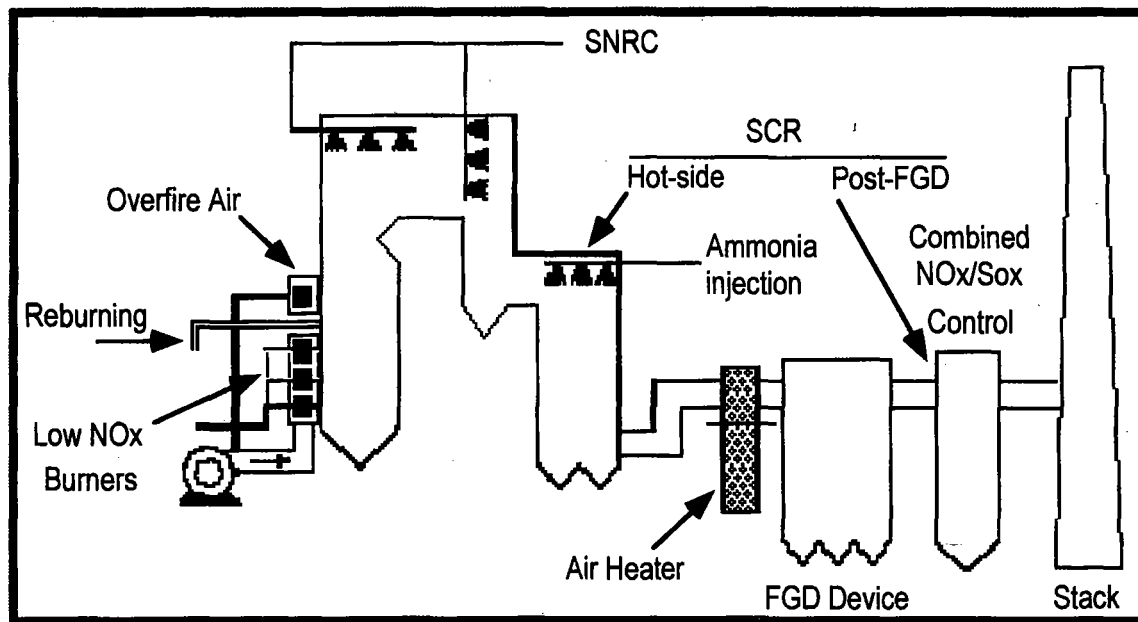 SNRC
SCR
Hot-side
Post-FGD
Overfire Air
Ammonia
injection
Combined
NOx/Sox
Control
Reburning
Low NOx
Burners
Air Heater
FGD Device
Stack